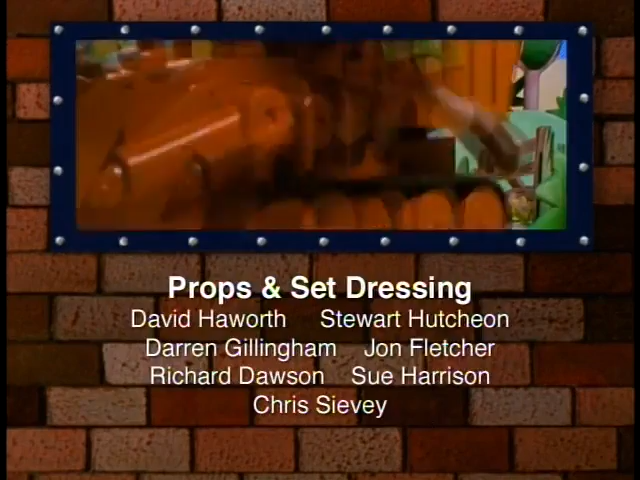 Props & Set Dressing
David Haworth Stewart Hutcheon
Darren Gillingham Jon Fletcher
Richard Dawson Sue Harrison
Chris Sievey